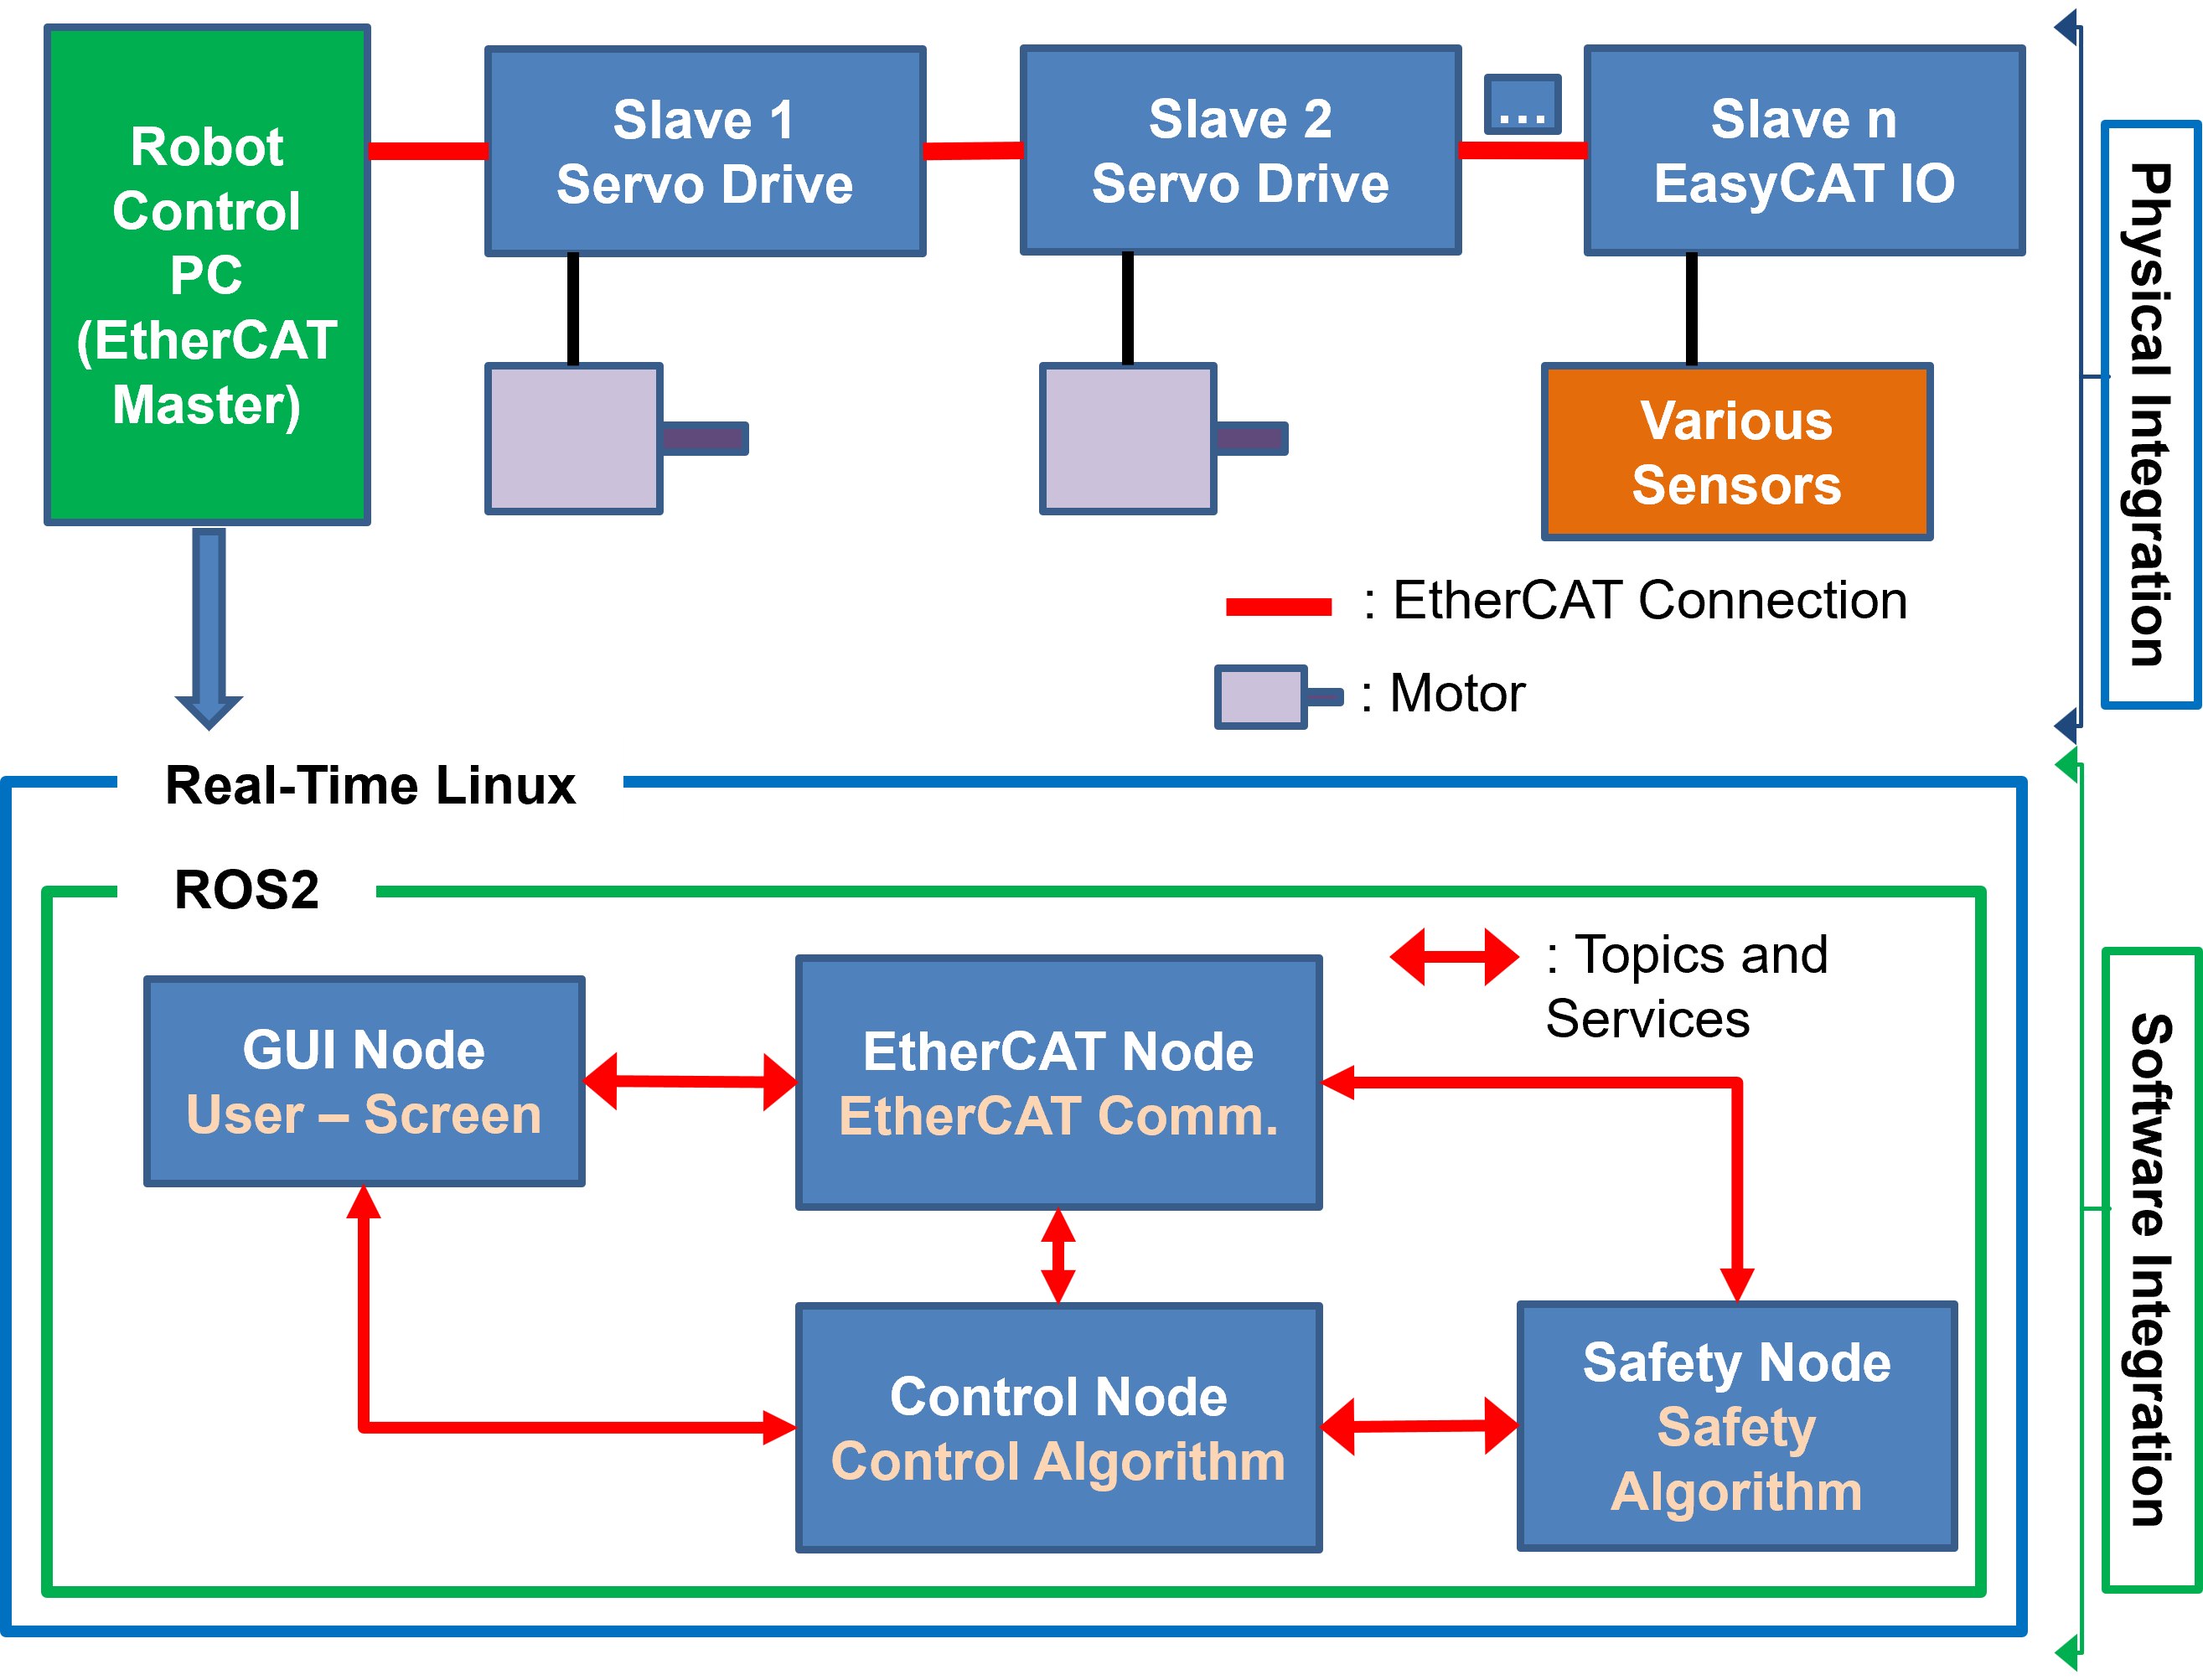 Robot
Control
PC
(EtherCAT
Master)
Slave 1
Servo Drive
Slave 2
Servo Drive
...
Slave n
EasyCAT IO
Various
Sensors
: EtherCAT Connection
: Motor
Physical Integration
Real-Time Linux
ROS2
: Topics and
Services
GUI Node
User – Screen
EtherCAT Node
EtherCAT Comm.
Control Node
Control Algorithm
Safety Node
Safety
Algorithm
Software Integration